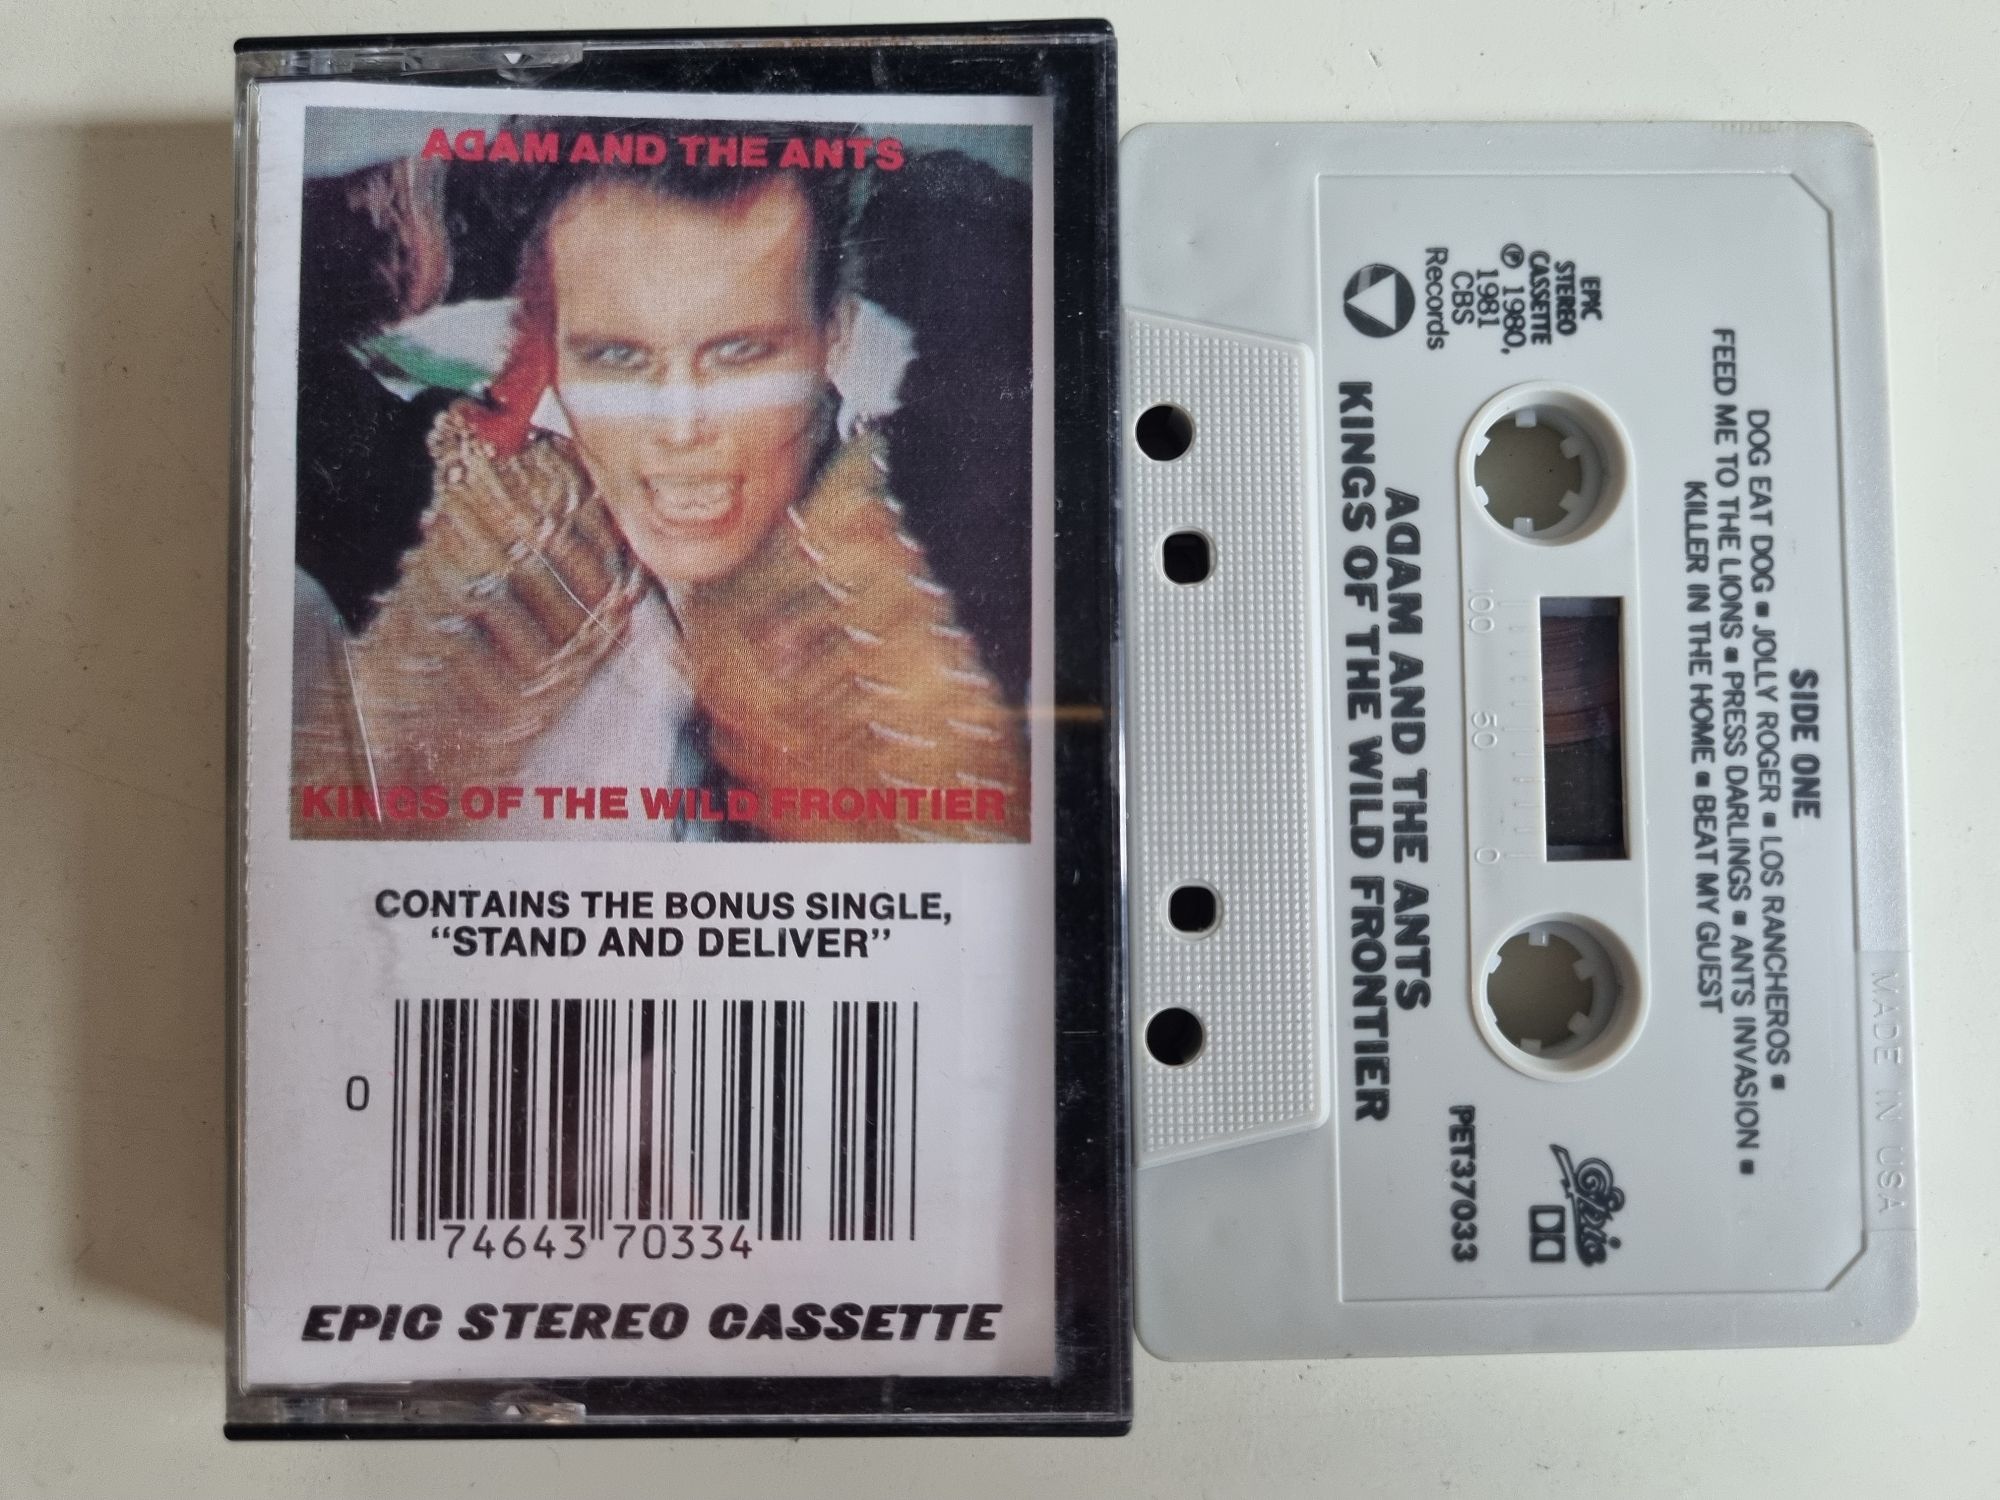 ADAM AND THE ANTS
KINGS OF THE WILD FRONTIER
CONTAINS THE BONUS SINGLE,
“STAND AND DELIVER”
0
74643 70334
EPIC STEREO CASSETTE
SIDE ONE
DOG EAT DOG ▪ JOLLY ROGER ▪ LOS RANCHEROS ▪
FEED ME TO THE LIONS ▪ PRESS DARLINGS ▪ ANTS INVASION ▪
KILLER IN THE HOME ▪ BEAT MY GUEST
EPIC
STEREO
CASSETTE
℗ 1980,
1981
CBS
Records
100 50 0
Epic
PET37033
ADAM AND THE ANTS
KINGS OF THE WILD FRONTIER
MADE IN USA